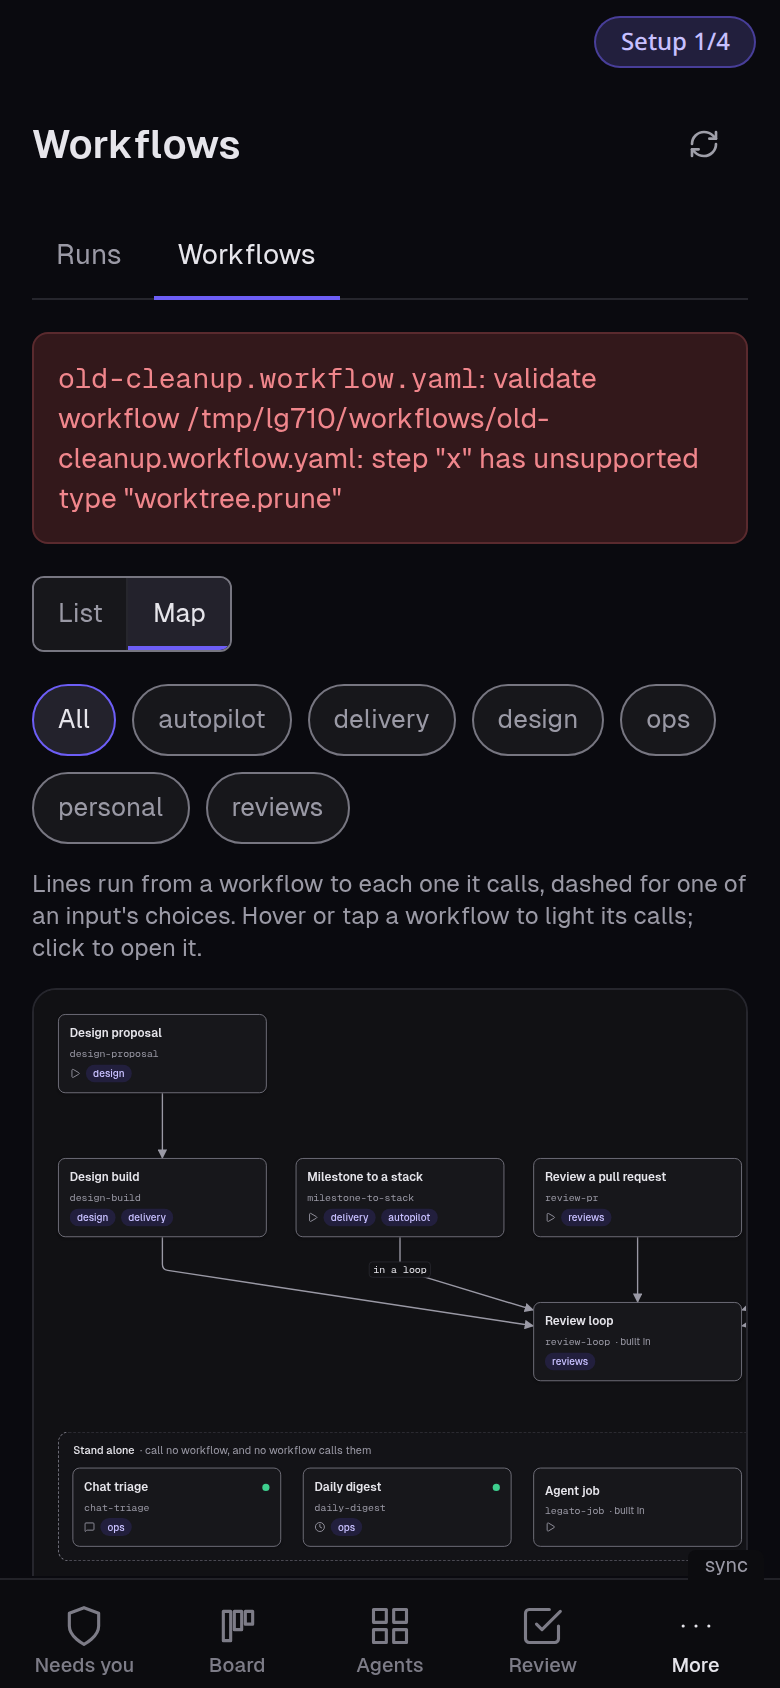 Setup 1/4
Workflows
Runs
Workflows
old-cleanup.workflow.yaml: validate
workflow /tmp/lg710/workflows/old-
cleanup.workflow.yaml: step "x" has unsupported
type "worktree.prune"
List
Map
All
autopilot
delivery
design
ops
personal
reviews
Lines run from a workflow to each one it calls, dashed for one of
an input's choices. Hover or tap a workflow to light its calls;
click to open it.
Design proposal
design-proposal
design
Design build
design-build
design
delivery
Milestone to a stack
milestone-to-stack
delivery
autopilot
Review a pull request
review-pr
reviews
in a loop
Review loop
review-loop · built in
reviews
Stand alone · call no workflow, and no workflow calls them
Chat triage
chat-triage
ops
Daily digest
daily-digest
ops
Agent job
legato-job · built in
sync
Needs you
Board
Agents
Review
More